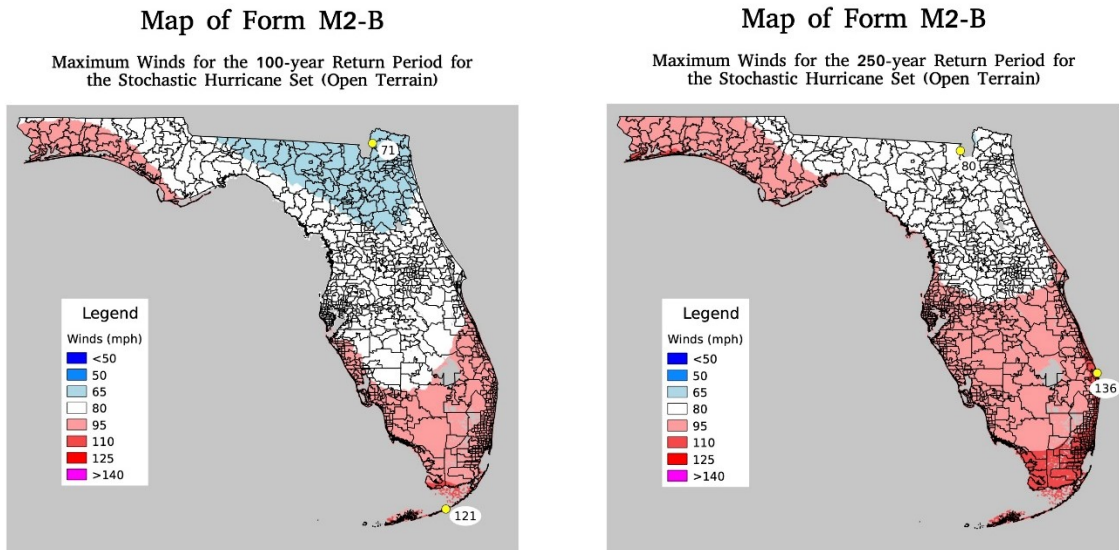 Map of Form M2-B
Maximum Winds for the 100-year Return Period for
the Stochastic Hurricane Set (Open Terrain)
71
Legend
Winds (mph)
<50
50
65
80
95
110
125
>140
121
Map of Form M2-B
Maximum Winds for the 250-year Return Period for
the Stochastic Hurricane Set (Open Terrain)
80
Legend
Winds (mph)
<50
50
65
80
95
110
125
>140
136